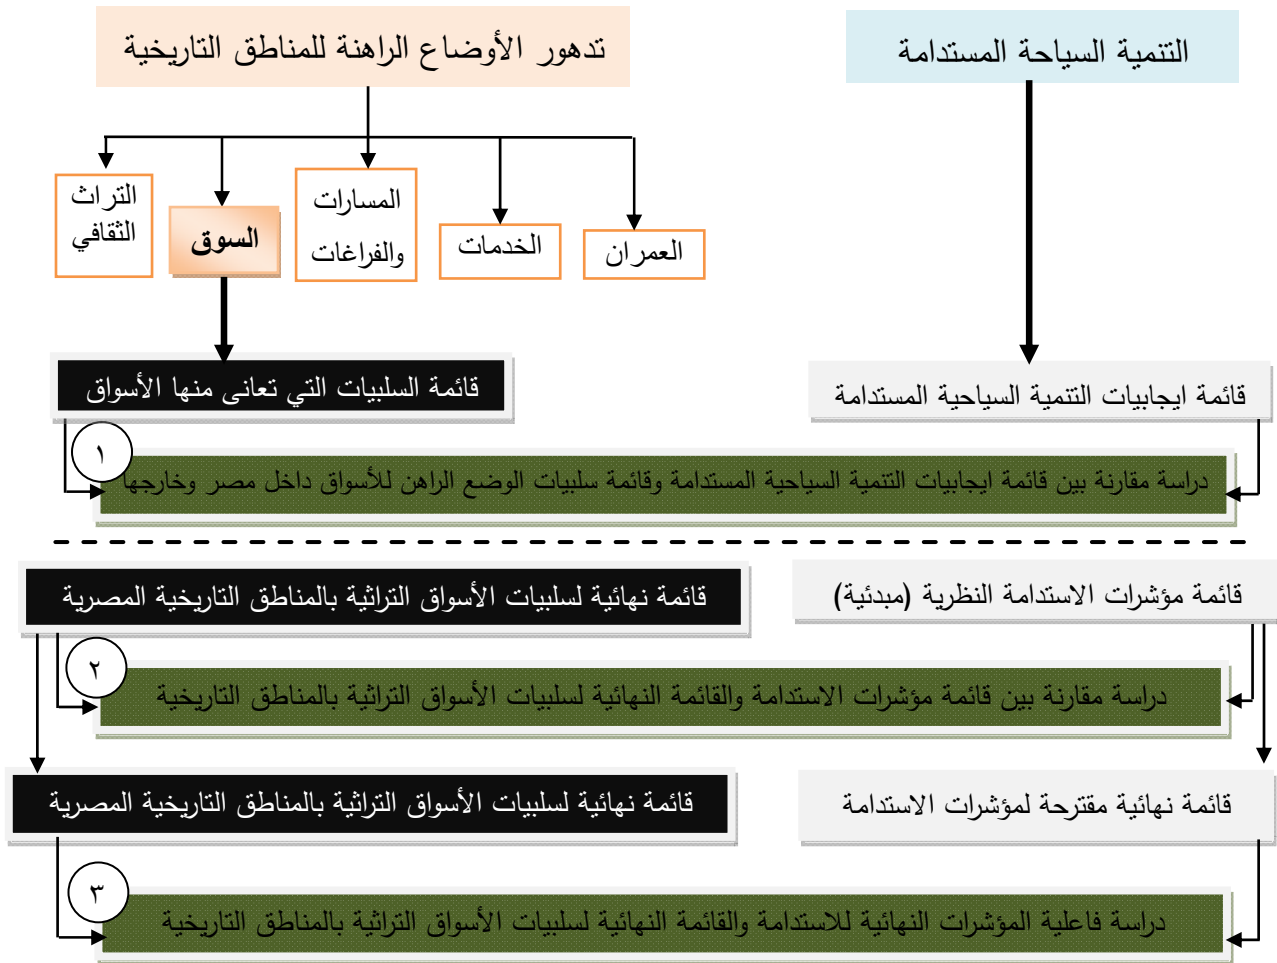 التنمية السياحة المستدامة
تدهور الأوضاع الراهنة للمناطق التاريخية
العمران
الخدمات
المسارات
والفراغات
السوق
التراث
الثقافي
قائمة ايجابيات التنمية السياحية المستدامة
قائمة السلبيات التي تعانى منها الأسواق
١
دراسة مقارنة بين قائمة ايجابيات التنمية السياحية المستدامة وقائمة سلبيات الوضع الراهن للأسواق داخل مصر وخارجها
قائمة مؤشرات الاستدامة النظرية (مبدئية)
قائمة نهائية لسلبيات الأسواق التراثية بالمناطق التاريخية المصرية
٢
دراسة مقارنة بين قائمة مؤشرات الاستدامة والقائمة النهائية لسلبيات الأسواق التراثية بالمناطق التاريخية
قائمة نهائية مقترحة لمؤشرات الاستدامة
قائمة نهائية لسلبيات الأسواق التراثية بالمناطق التاريخية المصرية
٣
دراسة فاعلية المؤشرات النهائية للاستدامة والقائمة النهائية لسلبيات الأسواق التراثية بالمناطق التاريخية